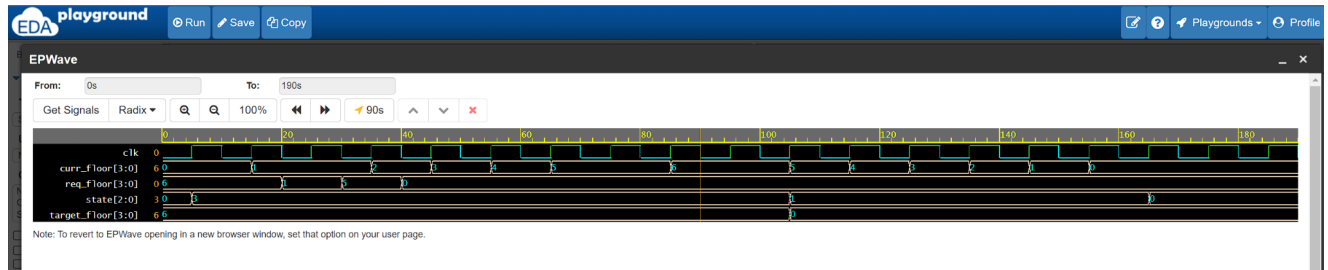 EDA playground Run Save Copy Playgrounds Profile
EPWave
From: 0s To: 190s
Get Signals Radix 100% 90s
0 20 40 60 80 100 120 140 160 180
clk 0
curr_floor[3:0] 6 0 1 2 3 4 5 6 5 4 3 2 1 0
req_floor[3:0] 0 6 1 5 0
state[2:0] 3 0 3 1 0
target_floor[3:0] 6 6 0
Note: To revert to EPWave opening in a new browser window, set that option on your user page.